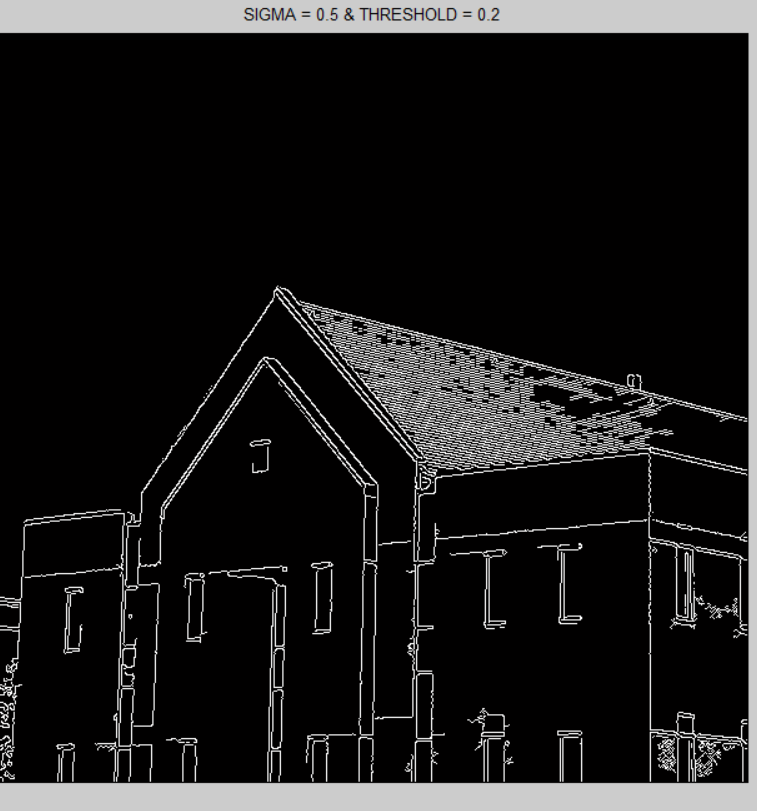 SIGMA = 0.5 & THRESHOLD = 0.2